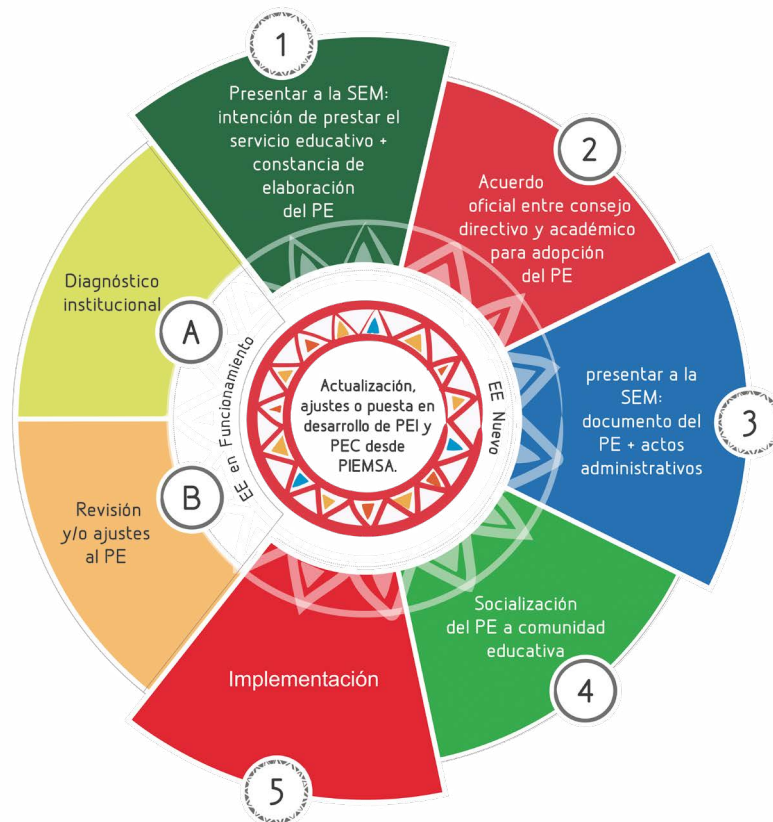 1
Presentar a la SEM:
intención de prestar el
servicio educativo +
constancia de
elaboración
del PE
2
Acuerdo
oficial entre consejo
directivo y académico
para adopción
del PE
3
presentar a la
SEM:
documento del
PE + actos
administrativos
4
Socialización
del PE a comunidad
educativa
5
Implementación
A
Diagnóstico
institucional
B
Revisión
y/o ajustes
al PE
EE en Funcionamiento
EE Nuevo
Actualización,
ajustes o puesta en
desarrollo de PEI y
PEC desde
PIEMSA.